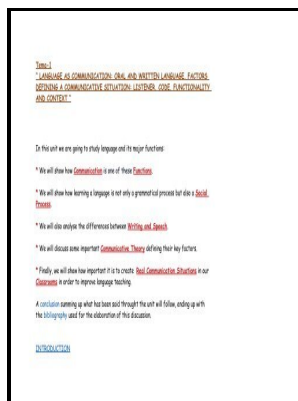 Tema-1
" LANGUAGE AS COMMUNICATION: ORAL AND WRITTEN LANGUAGE, FACTORS
DEFINING A COMMUNICATIVE SITUATION: LISTENER, CODE, FUNCTIONALITY
AND CONTEXT "
In this unit we are going to study language and its major functions
* We will show how Communication is one of these Functions.
* We will show how learning a language is not only a grammatical process but also a Social
Process.
* We will also analyse the differences between Writing and Speech.
* We will discuss some important Communicative Theory defining their key factors.
* Finally, we will show how important it is to create Real Communication Situations in our
Classrooms in order to improve language teaching.
A conclusion summing up what has been said throught the unit will follow, ending up with
the bibliography used for the elaboration of this discussion.
INTRODUCTION